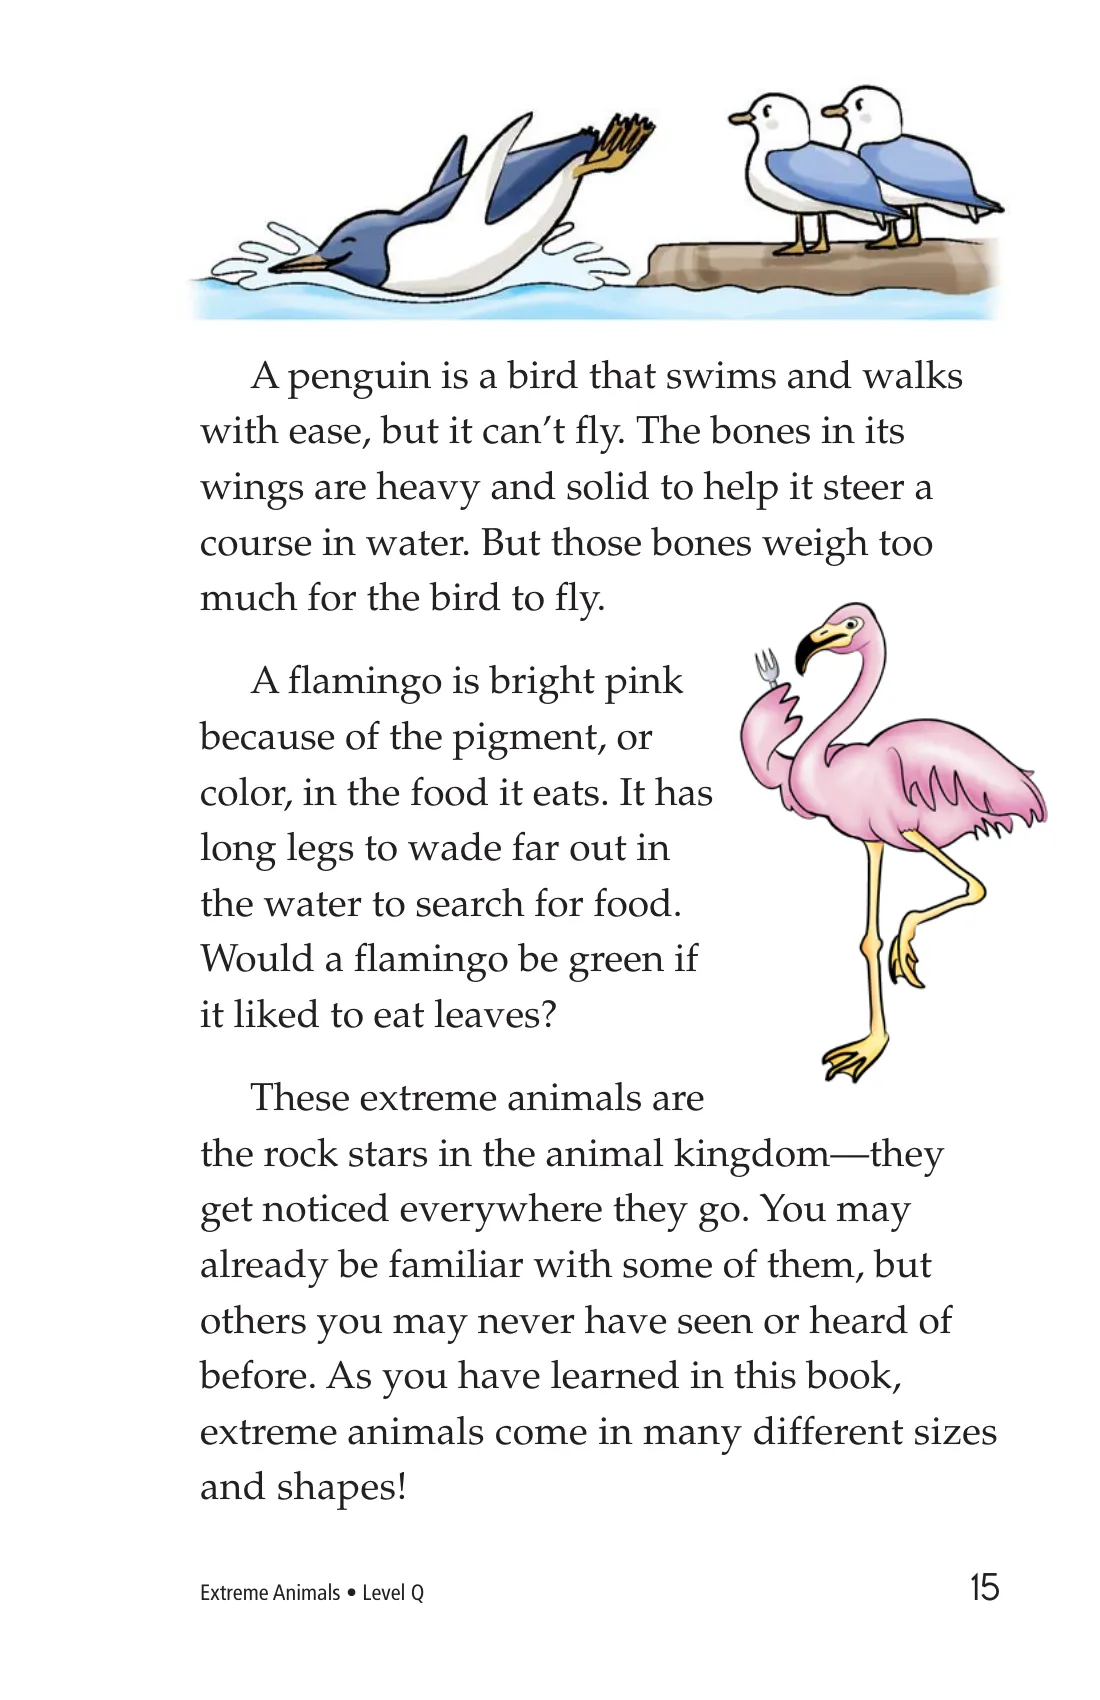 A penguin is a bird that swims and walks
with ease, but it can’t fly. The bones in its
wings are heavy and solid to help it steer a
course in water. But those bones weigh too
much for the bird to fly.
A flamingo is bright pink
because of the pigment, or
color, in the food it eats. It has
long legs to wade far out in
the water to search for food.
Would a flamingo be green if
it liked to eat leaves?
These extreme animals are
the rock stars in the animal kingdom—they
get noticed everywhere they go. You may
already be familiar with some of them, but
others you may never have seen or heard of
before. As you have learned in this book,
extreme animals come in many different sizes
and shapes!
Extreme Animals • Level Q
15